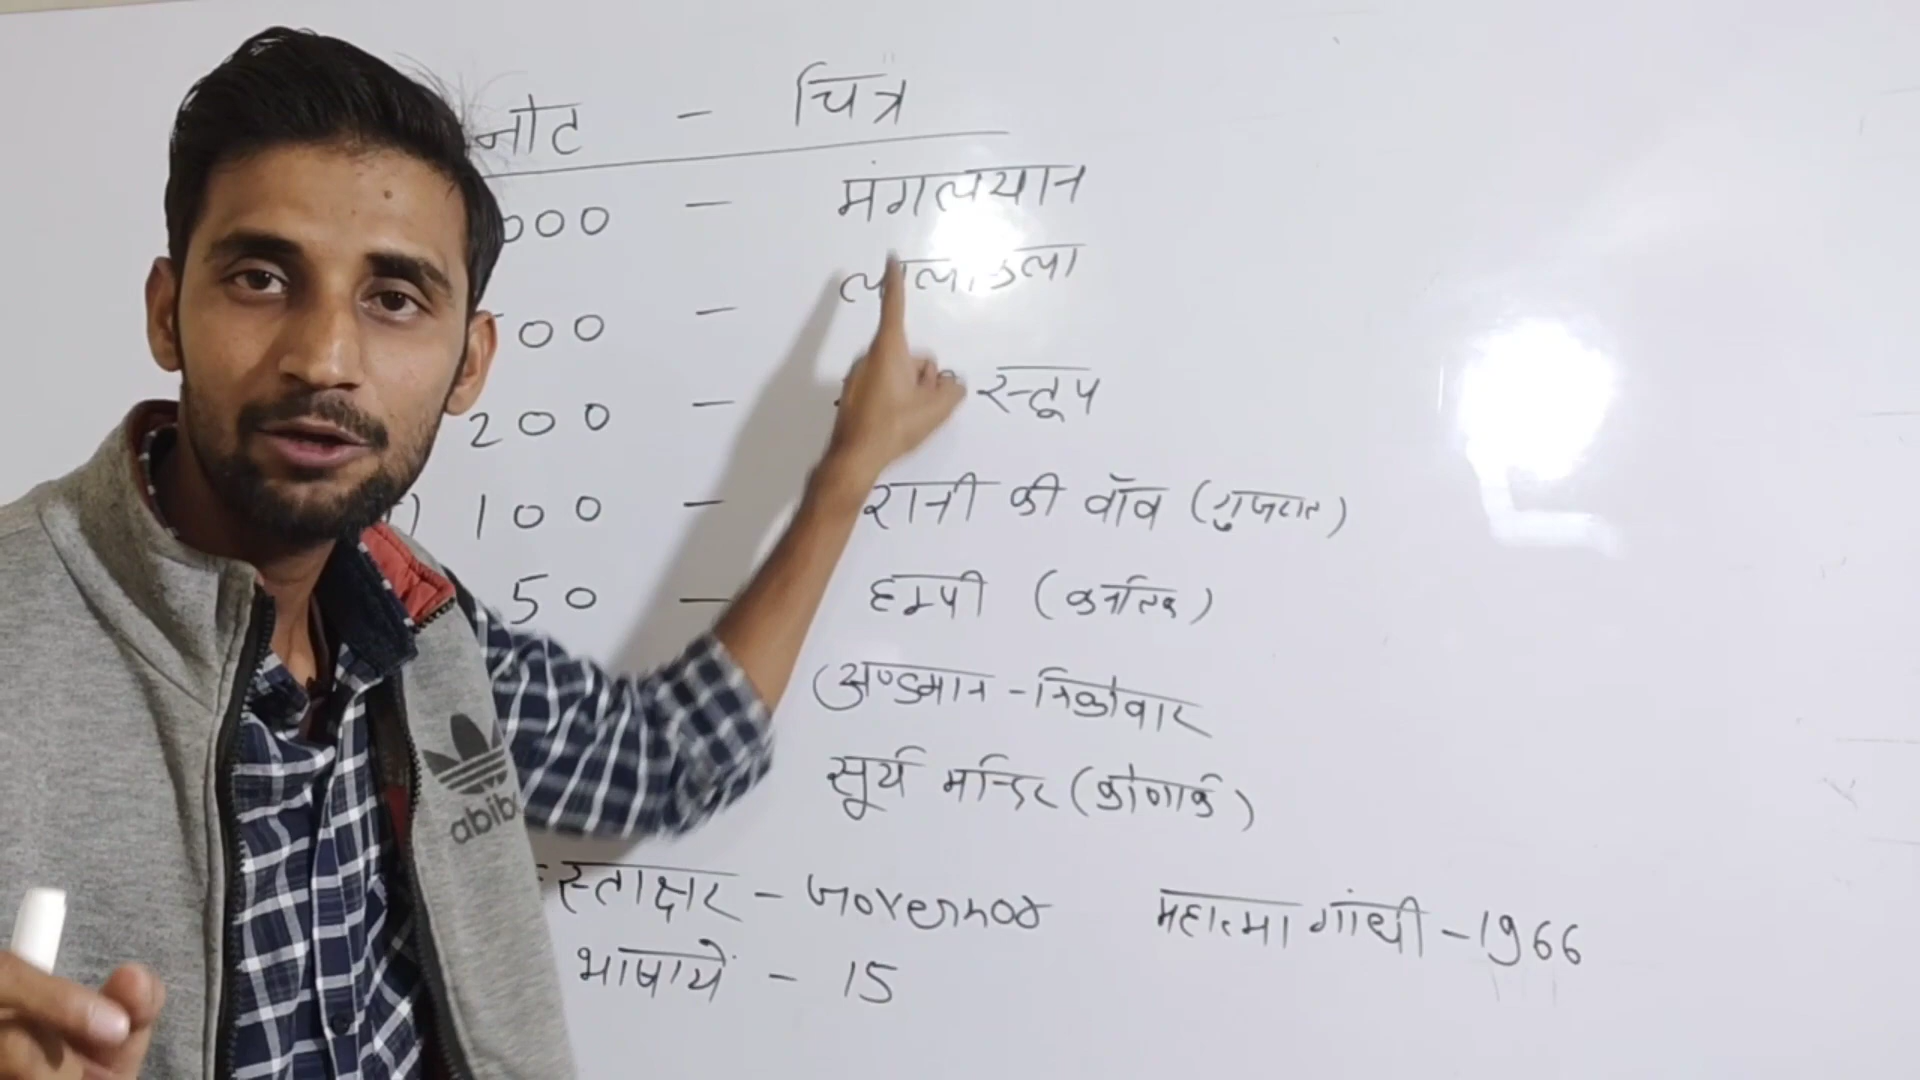 नोट - चित्र
000 - मंगलयान
00 - लाल
200 - स्तूप
100 - रानी की वॉव (गुजरात)
50 - हम्पी (कर्नाटक)
(अण्डमान - निकोबार
सूर्य मन्दिर (कोणार्क)
स्ताक्षर - Governor महात्मा गांधी - 1966
भाषायें - 15
abibo